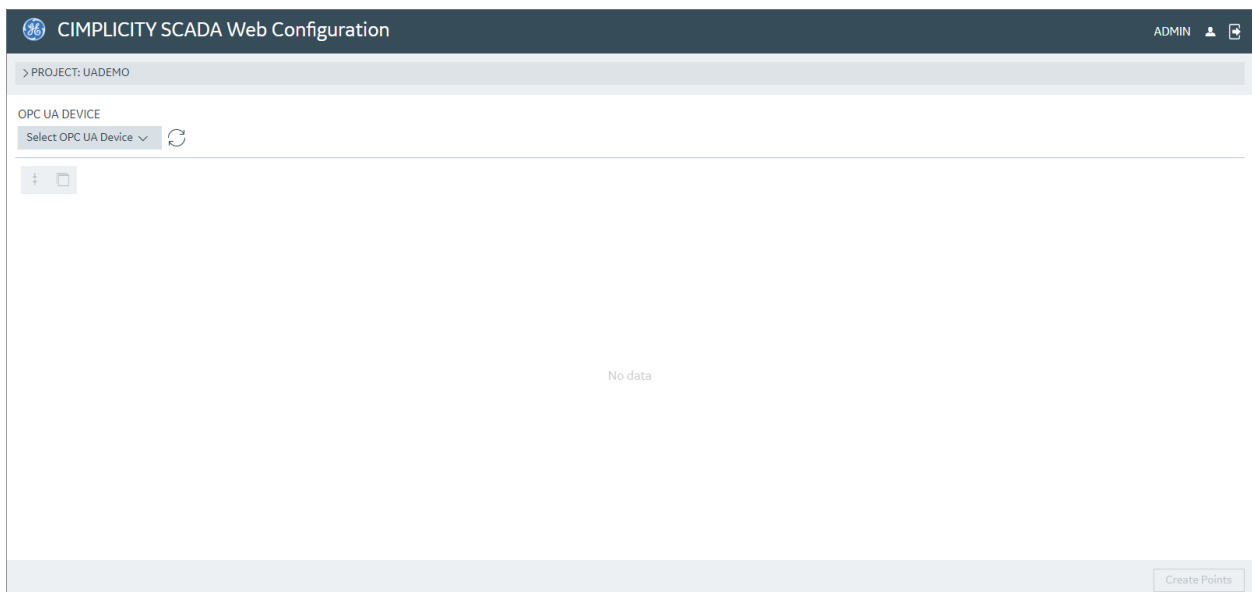 CIMPLICITY SCADA Web Configuration
ADMIN
> PROJECT: UADEMO
OPC UA DEVICE
Select OPC UA Device
No data
Create Points